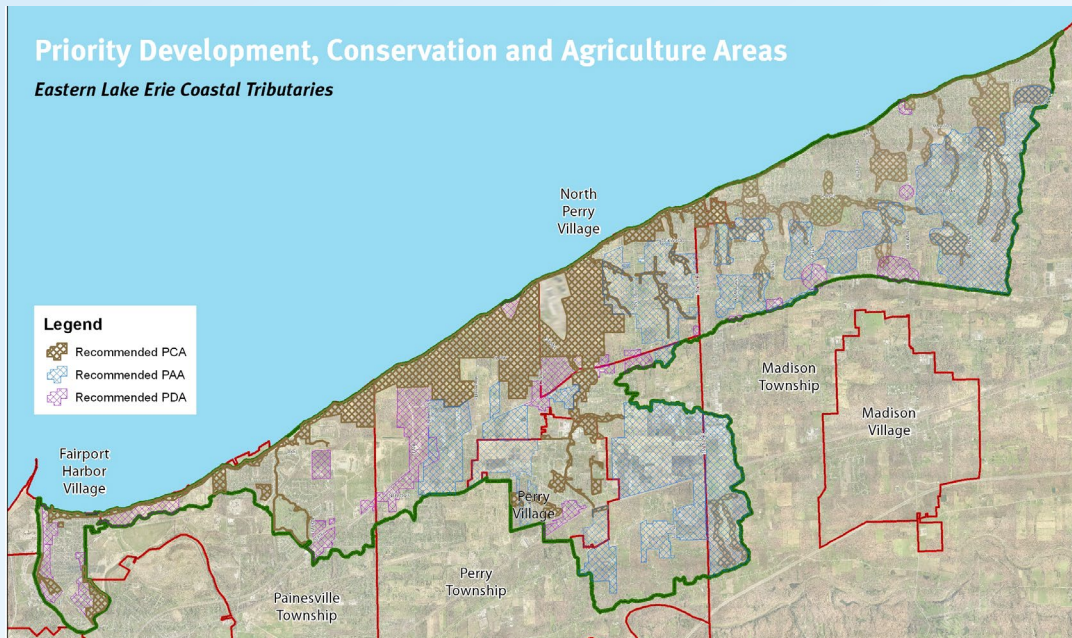 Priority Development, Conservation and Agriculture Areas
Eastern Lake Erie Coastal Tributaries
North
Perry
Village
Legend
Recommended PCA
Recommended PAA
Recommended PDA
Madison
Township
Madison
Village
Fairport
Harbor
Village
Perry
Village
Perry
Township
Painesville
Township